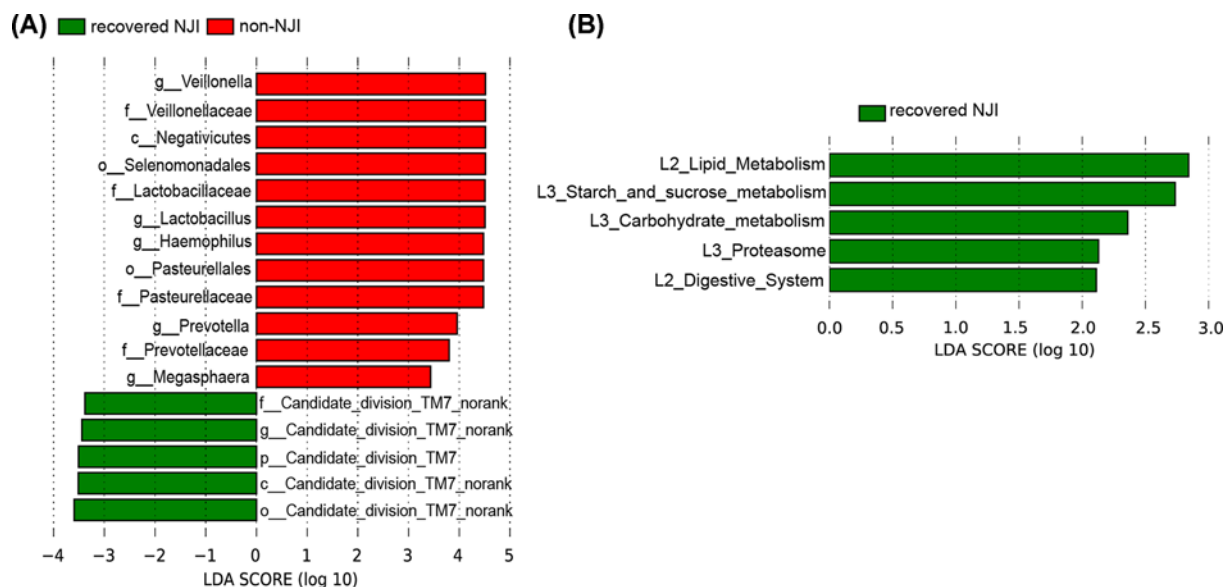 (A)
recovered NJI
non-NJI
g__Veillonella
f__Veillonellaceae
c__Negativicutes
o__Selenomonadales
f__Lactobacillaceae
g__Lactobacillus
g__Haemophilus
o__Pasteurellales
f__Pasteurellaceae
g__Prevotella
f__Prevotellaceae
g__Megasphaera
f__Candidate_division_TM7_norank
g__Candidate_division_TM7_norank
p__Candidate_division_TM7
c__Candidate_division_TM7_norank
o__Candidate_division_TM7_norank
−4 −3 −2 −1 0 1 2 3 4 5
LDA SCORE (log 10)
(B)
recovered NJI
L2_Lipid_Metabolism
L3_Starch_and_sucrose_metabolism
L3_Carbohydrate_metabolism
L3_Proteasome
L2_Digestive_System
0.0 0.5 1.0 1.5 2.0 2.5 3.0
LDA SCORE (log 10)